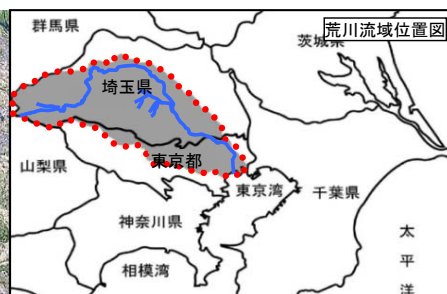 荒川流域位置図
群馬県
茨城県
埼玉県
山梨県
東京都
東京湾
千葉県
神奈川県
相模湾
太平洋